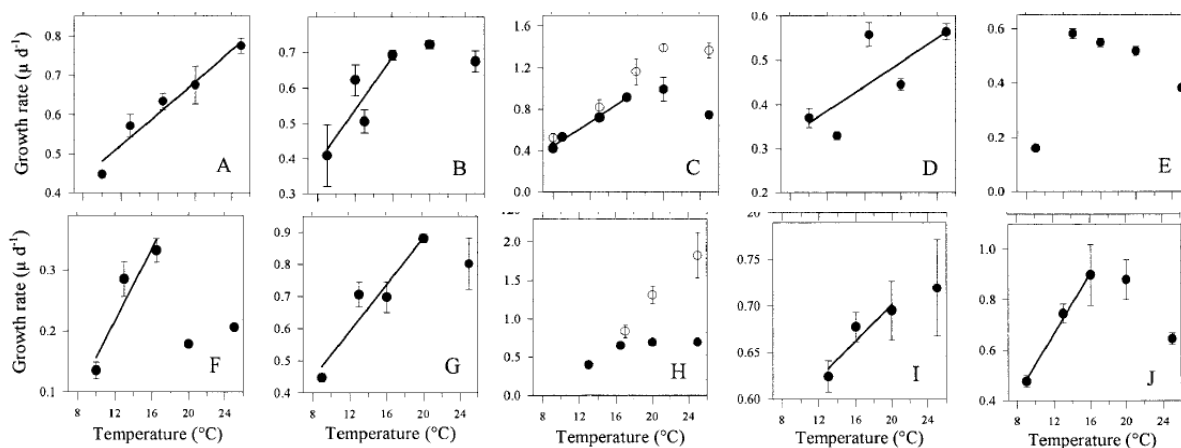 Growth rate (μ d⁻¹)
0.8
0.7
0.6
0.5
0.4
A
0.7
0.6
0.5
0.4
0.3
B
1.6
1.2
0.8
0.4
0.0
C
0.6
0.5
0.4
0.3
0.2
D
0.6
0.4
0.2
0.0
E
Growth rate (μ d⁻¹)
0.3
0.2
0.1
F
8 12 16 20 24
Temperature (°C)
0.9
0.8
0.7
0.6
0.5
0.4
G
8 12 16 20 24
Temperature (°C)
2.0
1.5
1.0
0.5
0.0
H
8 12 16 20 24
Temperature (°C)
0.75
0.70
0.65
0.60
I
8 12 16 20 24
Temperature (°C)
1.0
0.8
0.6
0.4
J
8 12 16 20 24
Temperature (°C)